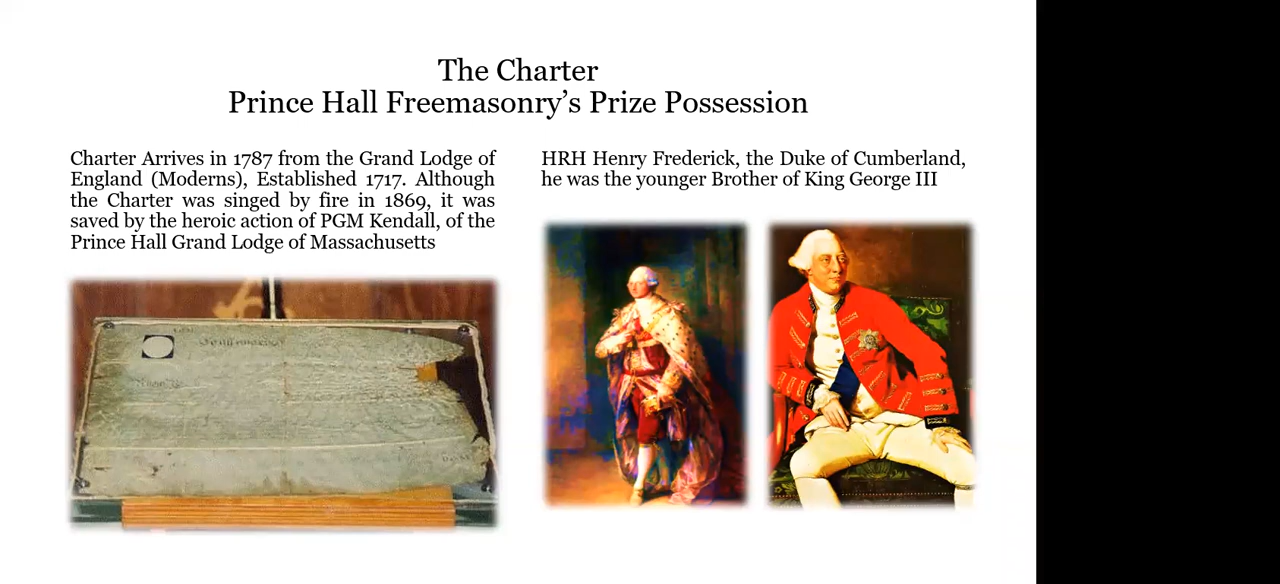 The Charter
Prince Hall Freemasonry’s Prize Possession
Charter Arrives in 1787 from the Grand Lodge of
England (Moderns), Established 1717. Although
the Charter was singed by fire in 1869, it was
saved by the heroic action of PGM Kendall, of the
Prince Hall Grand Lodge of Massachusetts
HRH Henry Frederick, the Duke of Cumberland,
he was the younger Brother of King George III